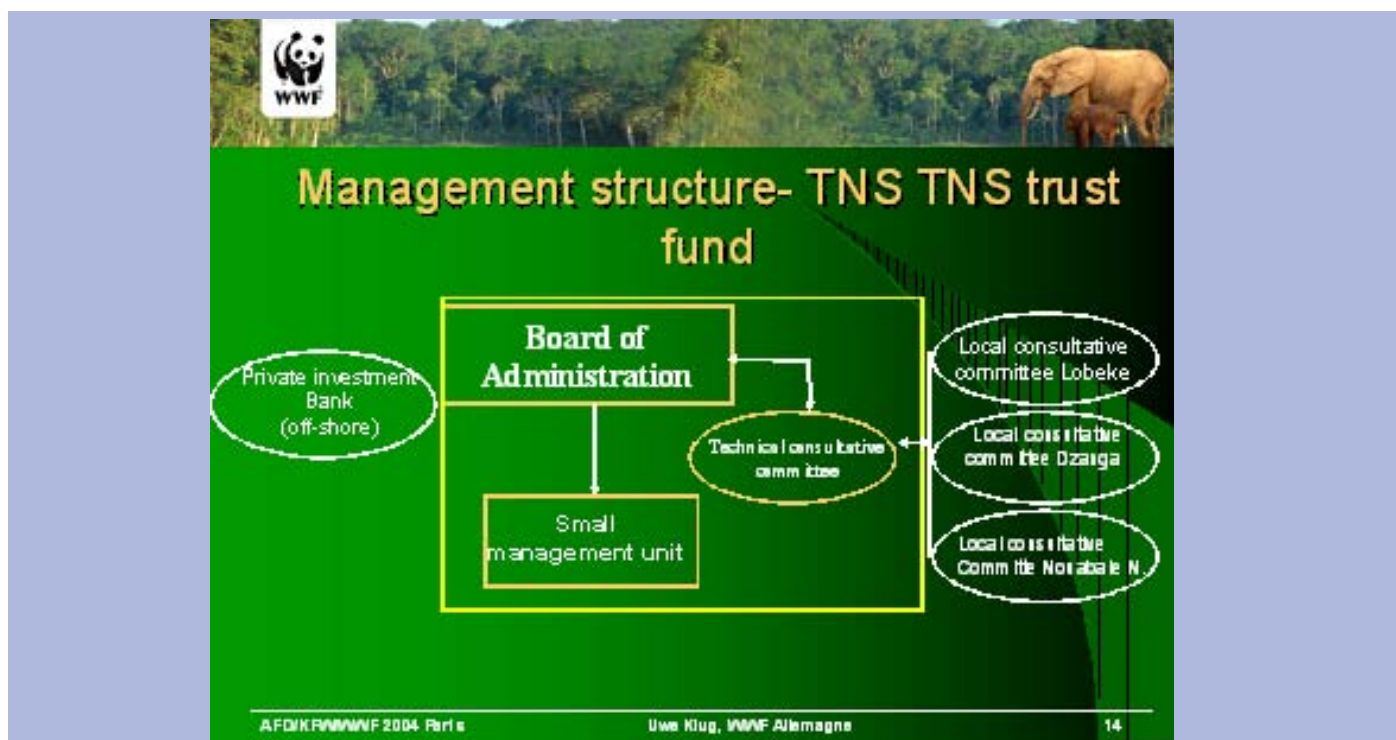 WWF
Management structure- TNS TNS trust
fund
Board of
Administration
Private investment
Bank
(off-shore)
Technical consultative
committee
Small
management unit
Local consultative
committee Lobeke
Local consultative
committee Dzanga
Local consultative
Committe Nouabale N.
AFD/KFW/WWF 2004 Paris
Uwe Klug, WWF Allemagne
14